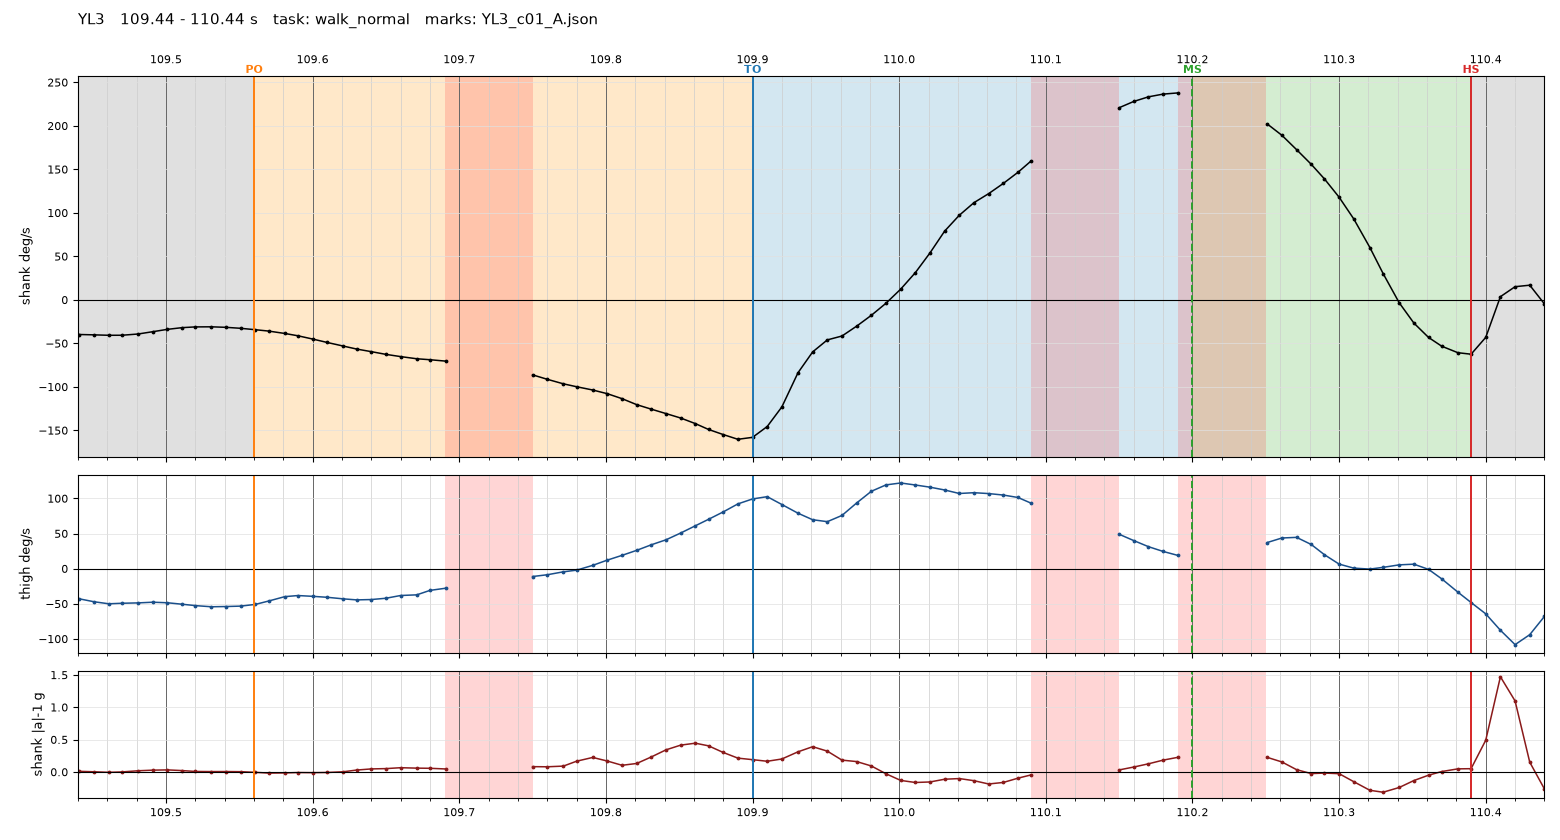 YL3   109.44 - 110.44 s   task: walk_normal   marks: YL3_c01_A.json
109.5 109.6 109.7 109.8 109.9 110.0 110.1 110.2 110.3 110.4
PO TO MS HS
250
200
150
100
50
0
−50
−100
−150
shank deg/s
100
50
0
−50
−100
thigh deg/s
1.5
1.0
0.5
0.0
shank |a|-1 g
109.5 109.6 109.7 109.8 109.9 110.0 110.1 110.2 110.3 110.4